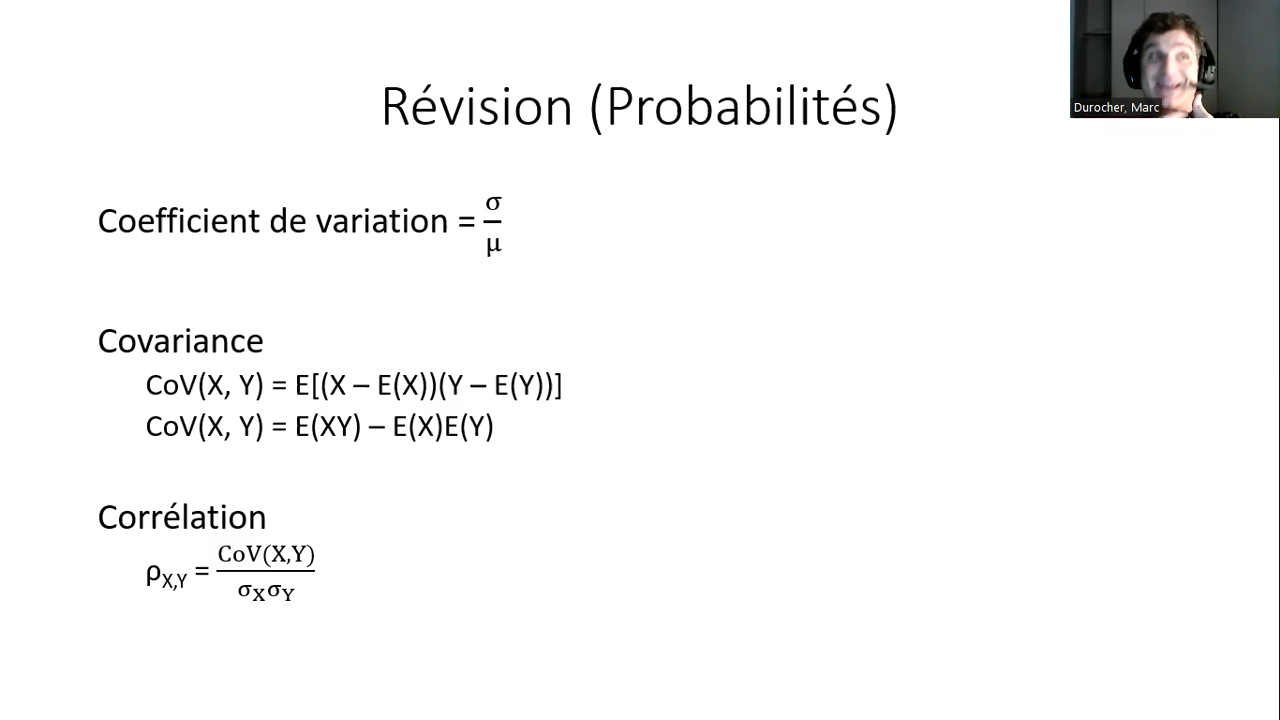 Révision (Probabilités)
Durocher, Marc
Coefficient de variation = σ/μ
Covariance
CoV(X, Y) = E[(X – E(X))(Y – E(Y))]
CoV(X, Y) = E(XY) – E(X)E(Y)
Corrélation
ρX,Y = CoV(X,Y)/σXσY